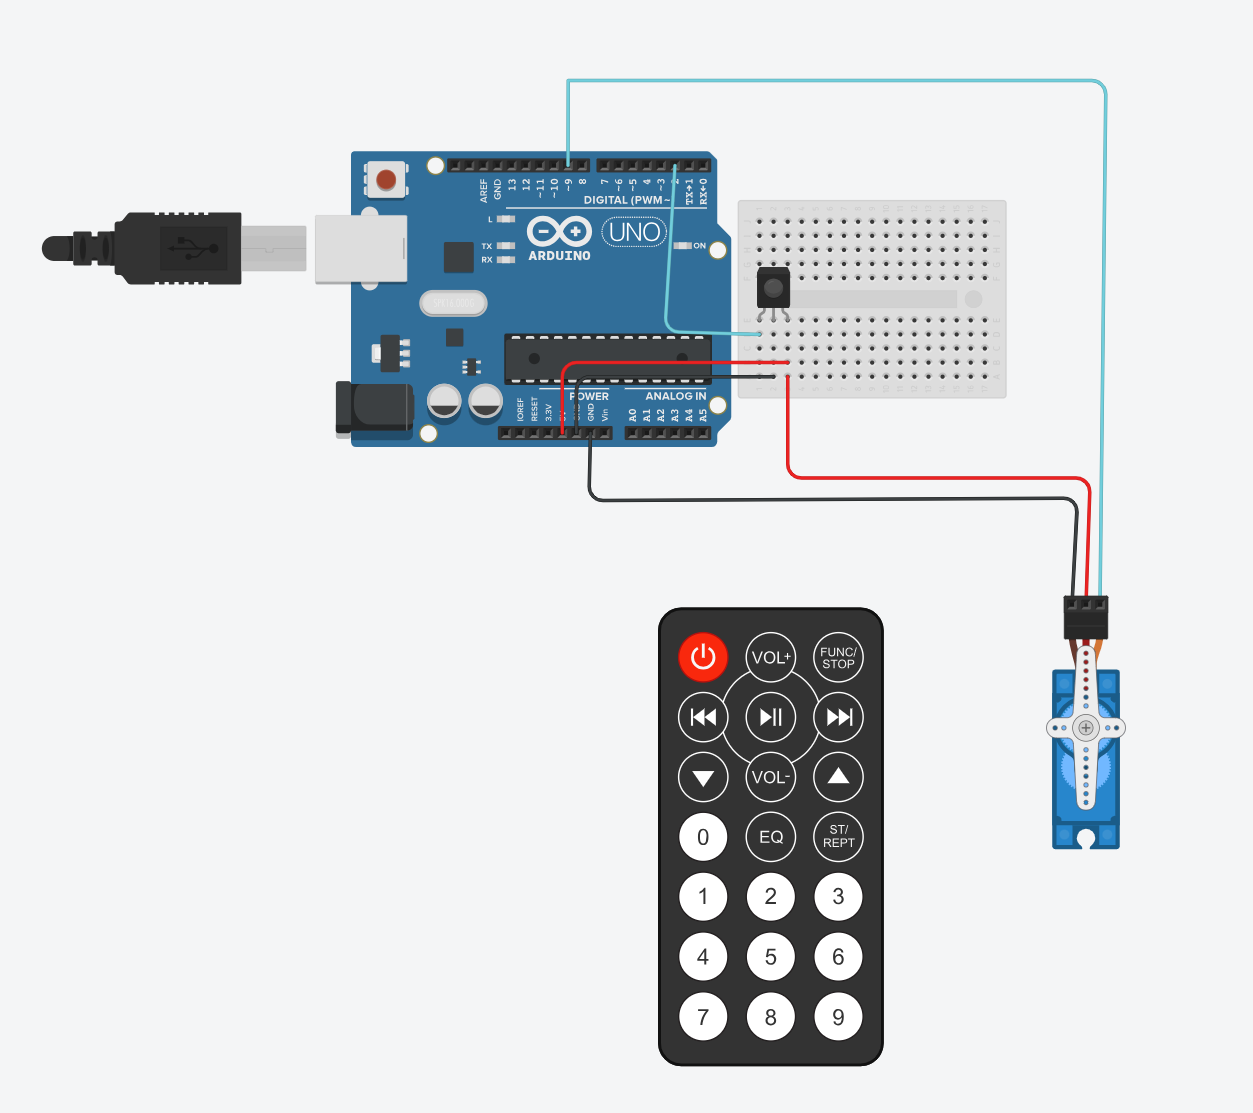 AREF
GND
13
12
~11
~10
~9
8
7
~6
~5
4
~3
2
TX→1
RX←0
DIGITAL (PWM~)
L
TX
RX
UNO
ON
ARDUINO
IOREF
RESET
3.3V
GND
Vin
POWER
ANALOG IN
A0
A1
A2
A3
A4
A5
VOL+
FUNC/
STOP
VOL-
0
EQ
ST/
REPT
1
2
3
4
5
6
7
8
9